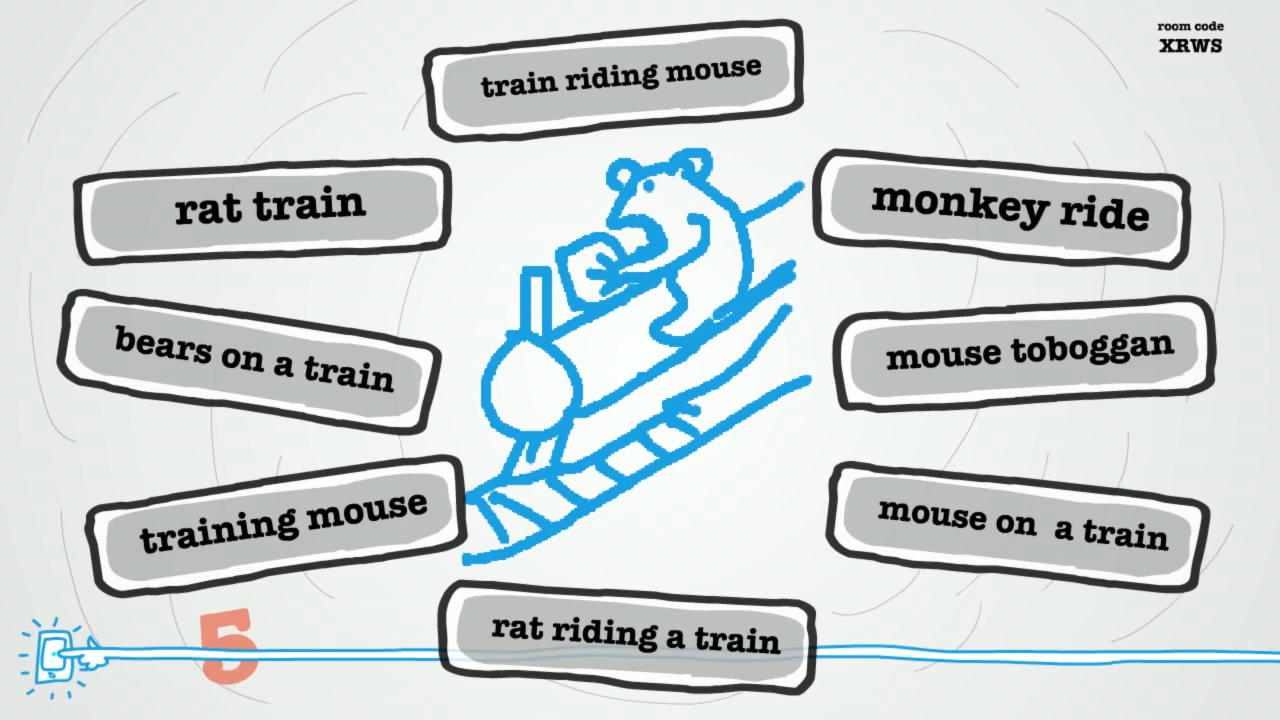 room code
XRWS
train riding mouse
rat train
monkey ride
bears on a train
mouse toboggan
training mouse
mouse on  a train
rat riding a train
5